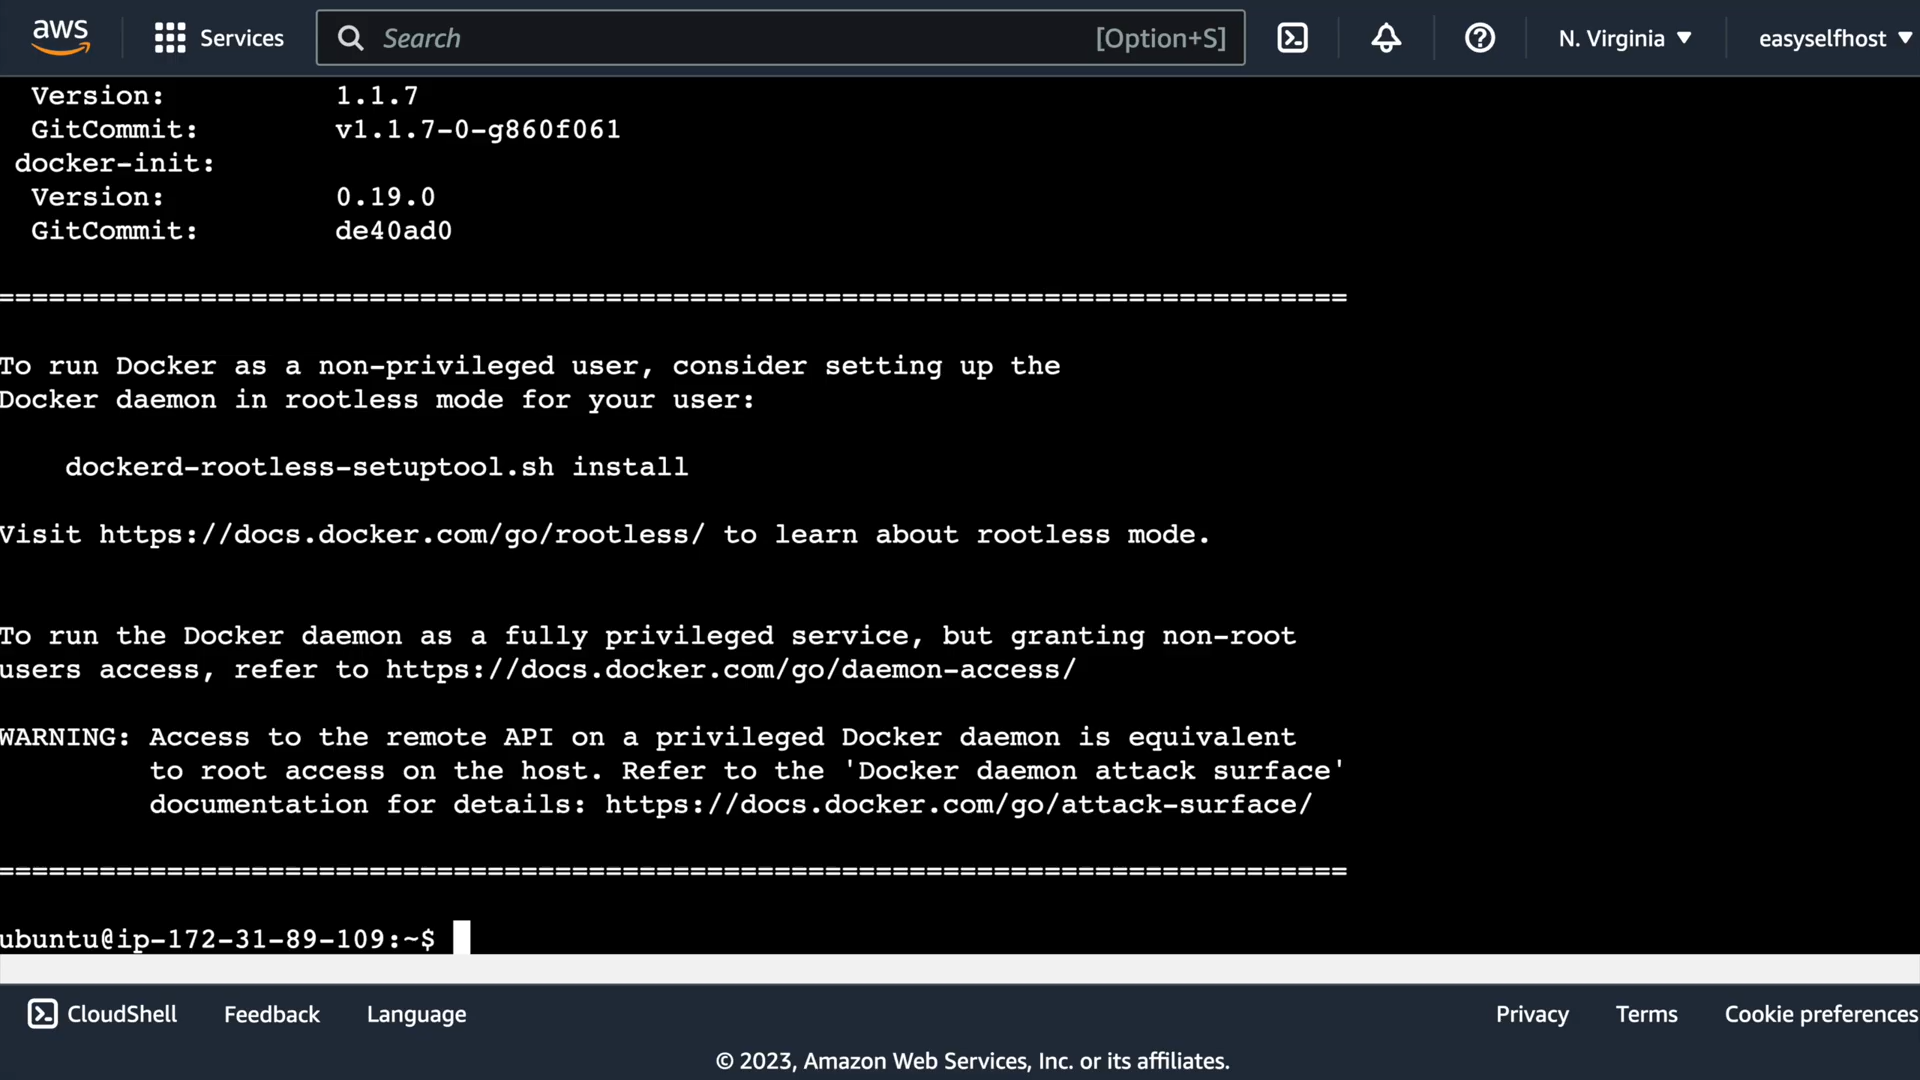 aws Services Search [Option+S] N. Virginia easyselfhost
Version: 1.1.7
GitCommit: v1.1.7-0-g860f061
docker-init:
Version: 0.19.0
GitCommit: de40ad0
================================================================================
To run Docker as a non-privileged user, consider setting up the
Docker daemon in rootless mode for your user:
dockerd-rootless-setuptool.sh install
Visit https://docs.docker.com/go/rootless/ to learn about rootless mode.
To run the Docker daemon as a fully privileged service, but granting non-root
users access, refer to https://docs.docker.com/go/daemon-access/
WARNING: Access to the remote API on a privileged Docker daemon is equivalent
to root access on the host. Refer to the 'Docker daemon attack surface'
documentation for details: https://docs.docker.com/go/attack-surface/
================================================================================
ubuntu@ip-172-31-89-109:~$
CloudShell Feedback Language Privacy Terms Cookie preferences
© 2023, Amazon Web Services, Inc. or its affiliates.